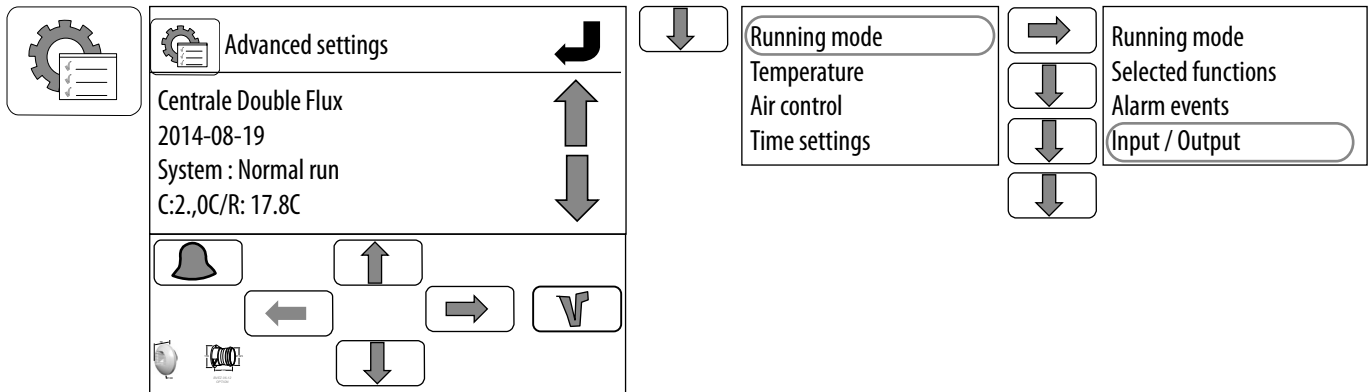 Advanced settings
Centrale Double Flux
2014-08-19
System : Normal run
C:2.,0C/R: 17.8C
Running mode
Temperature
Air control
Time settings
Running mode
Selected functions
Alarm events
Input / Output